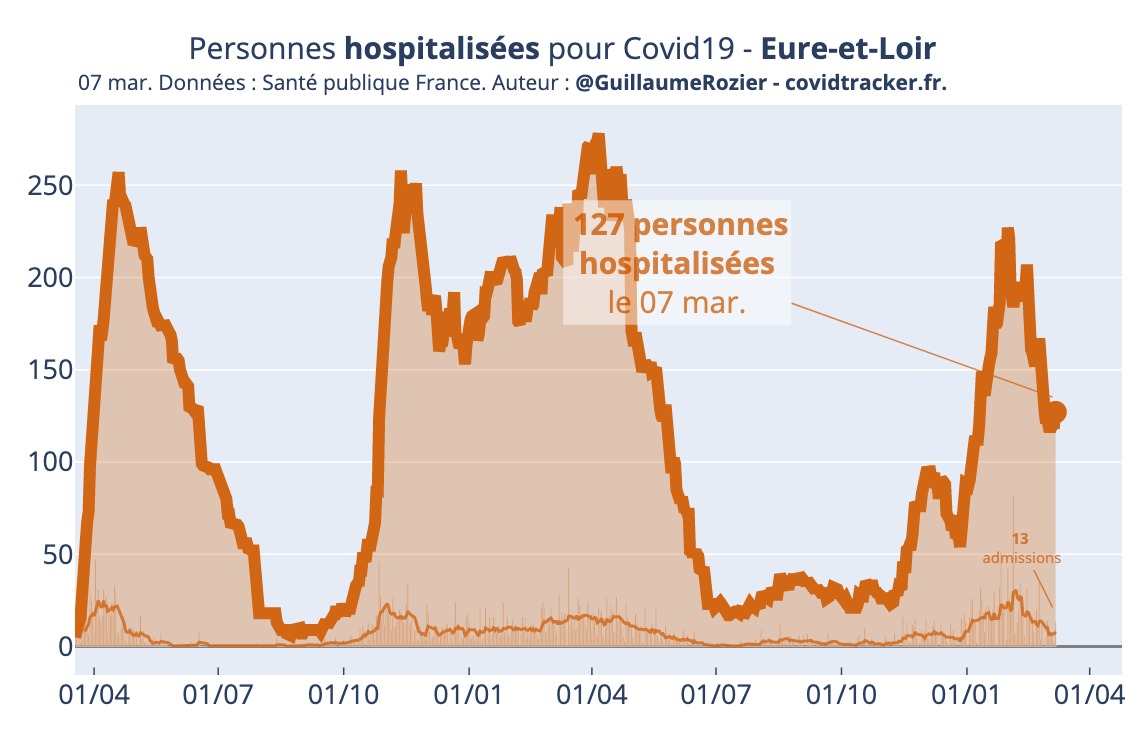 Personnes hospitalisées pour Covid19 - Eure-et-Loir
07 mar. Données : Santé publique France. Auteur : @GuillaumeRozier - covidtracker.fr.
250
200
150
100
50
0
127 personnes
hospitalisées
le 07 mar.
13
admissions
01/04
01/07
01/10
01/01
01/04
01/07
01/10
01/01
01/04